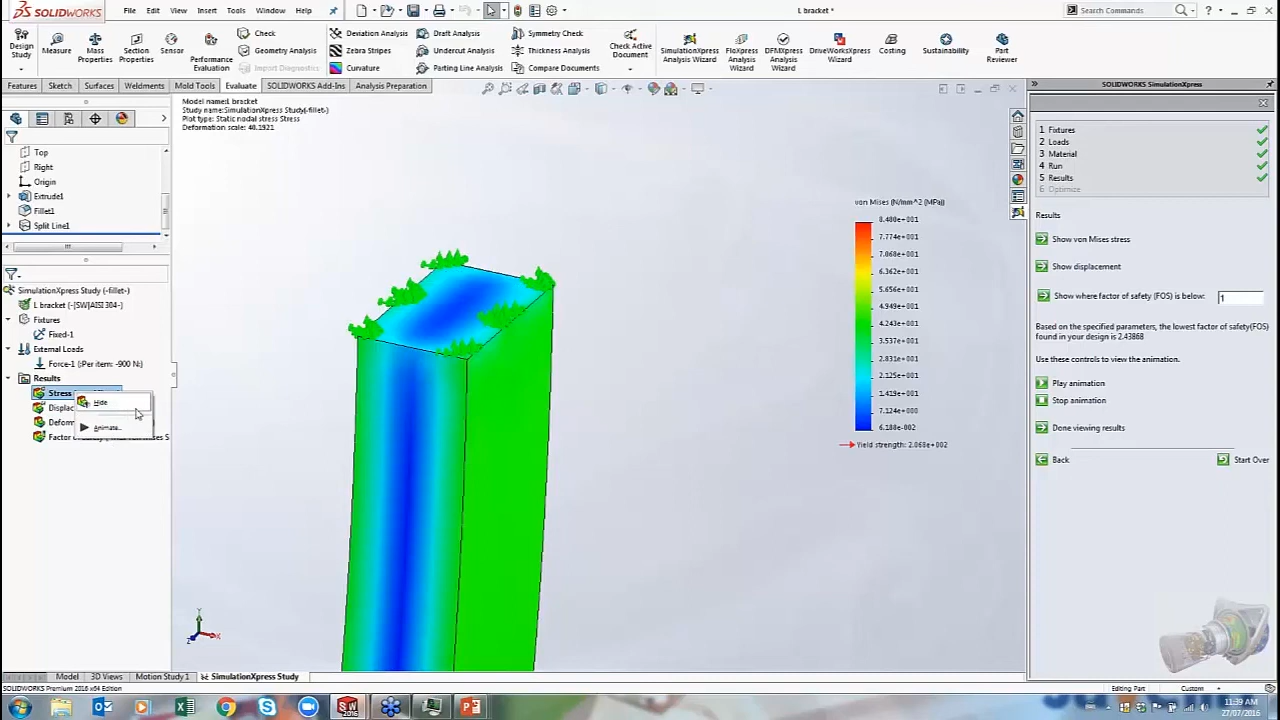 SOLIDWORKS File Edit View Insert Tools Window Help
L bracket *
Search Commands
Design Study
Measure
Mass Properties
Section Properties
Sensor
Performance Evaluation
Check
Geometry Analysis
Import Diagnostics
Deviation Analysis
Zebra Stripes
Curvature
Draft Analysis
Undercut Analysis
Parting Line Analysis
Symmetry Check
Thickness Analysis
Compare Documents
Check Active Document
SimulationXpress Analysis Wizard
FloXpress Analysis Wizard
DFMXpress Analysis Wizard
DriveWorksXpress Wizard
Costing
Sustainability
Part Reviewer
Features Sketch Surfaces Weldments Mold Tools Evaluate SOLIDWORKS Add-Ins Analysis Preparation
Top
Right
Origin
Extrude1
Fillet1
Split Line1
SimulationXpress Study (-fillet-)
L bracket (-[SW]AISI 304-)
Fixtures
Fixed-1
External Loads
Force-1 (:Per item: -900 N:)
Results
Stress
Hide
Animate...
Model name:L bracket
Study name:SimulationXpress Study(-fillet-)
Plot type: Static nodal stress Stress
Deformation scale: 48.1921
von Mises (N/mm^2 (MPa))
8.480e+001
7.774e+001
7.068e+001
6.362e+001
5.656e+001
4.949e+001
4.243e+001
3.537e+001
2.831e+001
2.125e+001
1.419e+001
7.124e+000
6.188e-002
Yield strength: 2.068e+002
SOLIDWORKS SimulationXpress
1 Fixtures
2 Loads
3 Material
4 Run
5 Results
6 Optimize
Results
Show von Mises stress
Show displacement
Show where factor of safety (FOS) is below: 1
Based on the specified parameters, the lowest factor of safety(FOS)
found in your design is 2.43868
Use these controls to view the animation.
Play animation
Stop animation
Done viewing results
Back Start Over
Y
X
Z
Model 3D Views Motion Study 1 SimulationXpress Study
SOLIDWORKS Premium 2016 x64 Edition
Editing Part Custom
SW 2016
11:39 AM
27/07/2016